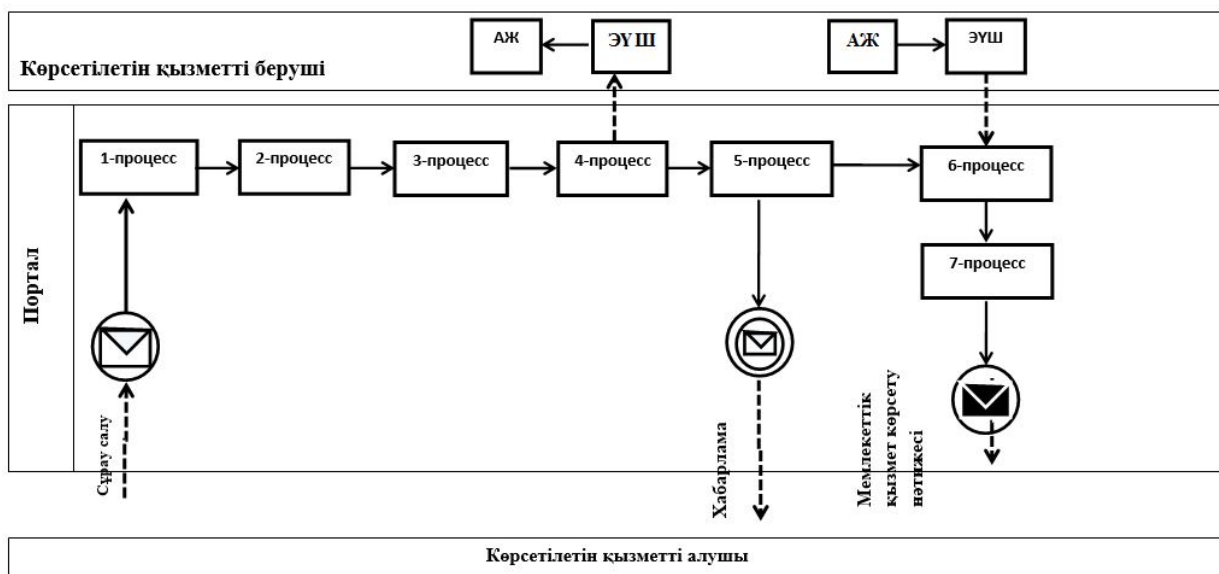 АЖ
ЭҮШ
АЖ
ЭҮШ
Көрсетілетін қызметті беруші
1-процесс
2-процесс
3-процесс
4-процесс
5-процесс
6-процесс
7-процесс
Портал
Сұрау салу
Хабарлама
Мемлекеттік
қызмет көрсету
нәтижесі
Көрсетілетін қызметті алушы